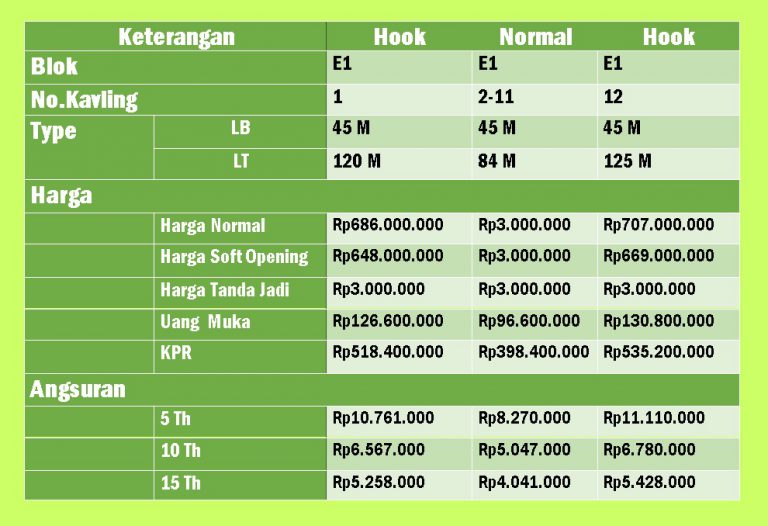 Keterangan Hook Normal Hook
Blok E1 E1 E1
No.Kavling 1 2-11 12
Type LB 45 M 45 M 45 M
LT 120 M 84 M 125 M
Harga
Harga Normal Rp686.000.000 Rp3.000.000 Rp707.000.000
Harga Soft Opening Rp648.000.000 Rp3.000.000 Rp669.000.000
Harga Tanda Jadi Rp3.000.000 Rp3.000.000 Rp3.000.000
Uang Muka Rp126.600.000 Rp96.600.000 Rp130.800.000
KPR Rp518.400.000 Rp398.400.000 Rp535.200.000
Angsuran
5 Th Rp10.761.000 Rp8.270.000 Rp11.110.000
10 Th Rp6.567.000 Rp5.047.000 Rp6.780.000
15 Th Rp5.258.000 Rp4.041.000 Rp5.428.000